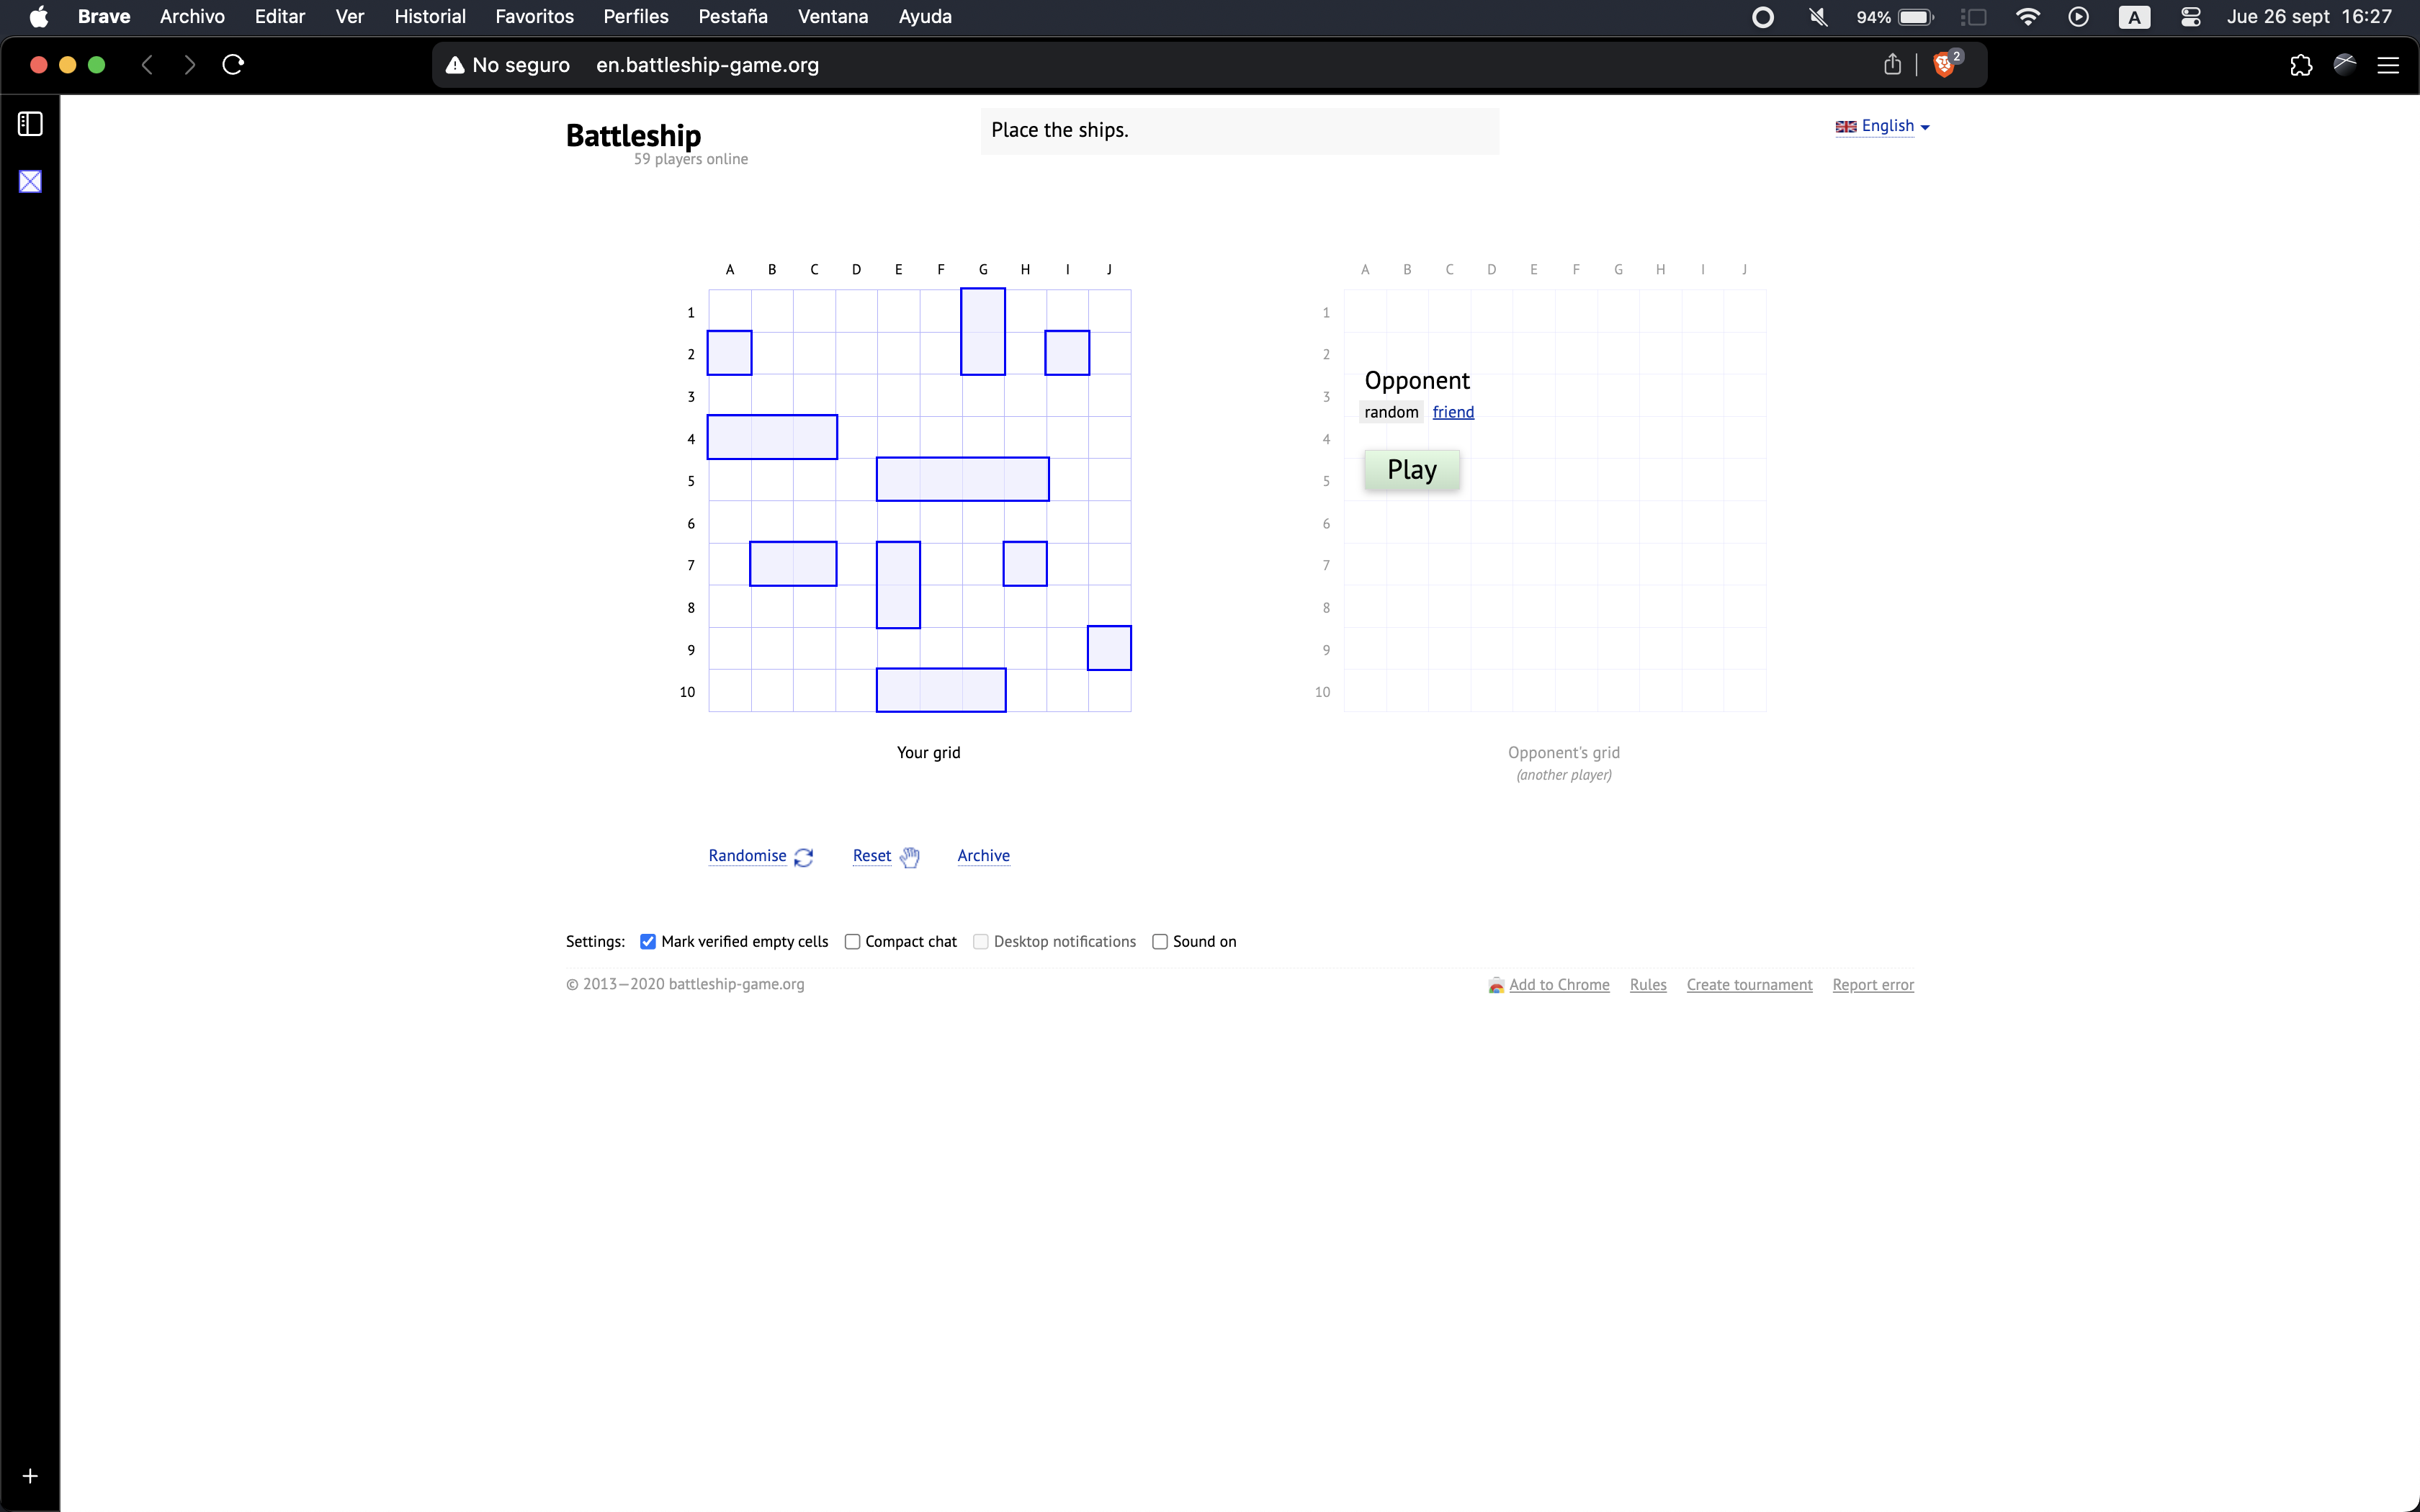 Brave Archivo Editar Ver Historial Favoritos Perfiles Pestaña Ventana Ayuda 94% A Jue 26 sept 16:27
No seguro en.battleship-game.org 2
Battleship
59 players online
Place the ships.
English
A B C D E F G H I J
1
2
3
4
5
6
7
8
9
10
Your grid
A B C D E F G H I J
1
2
3
4
5
6
7
8
9
10
Opponent
random friend
Play
Opponent's grid
(another player)
Randomise Reset Archive
Settings: Mark verified empty cells Compact chat Desktop notifications Sound on
© 2013—2020 battleship-game.org Add to Chrome Rules Create tournament Report error